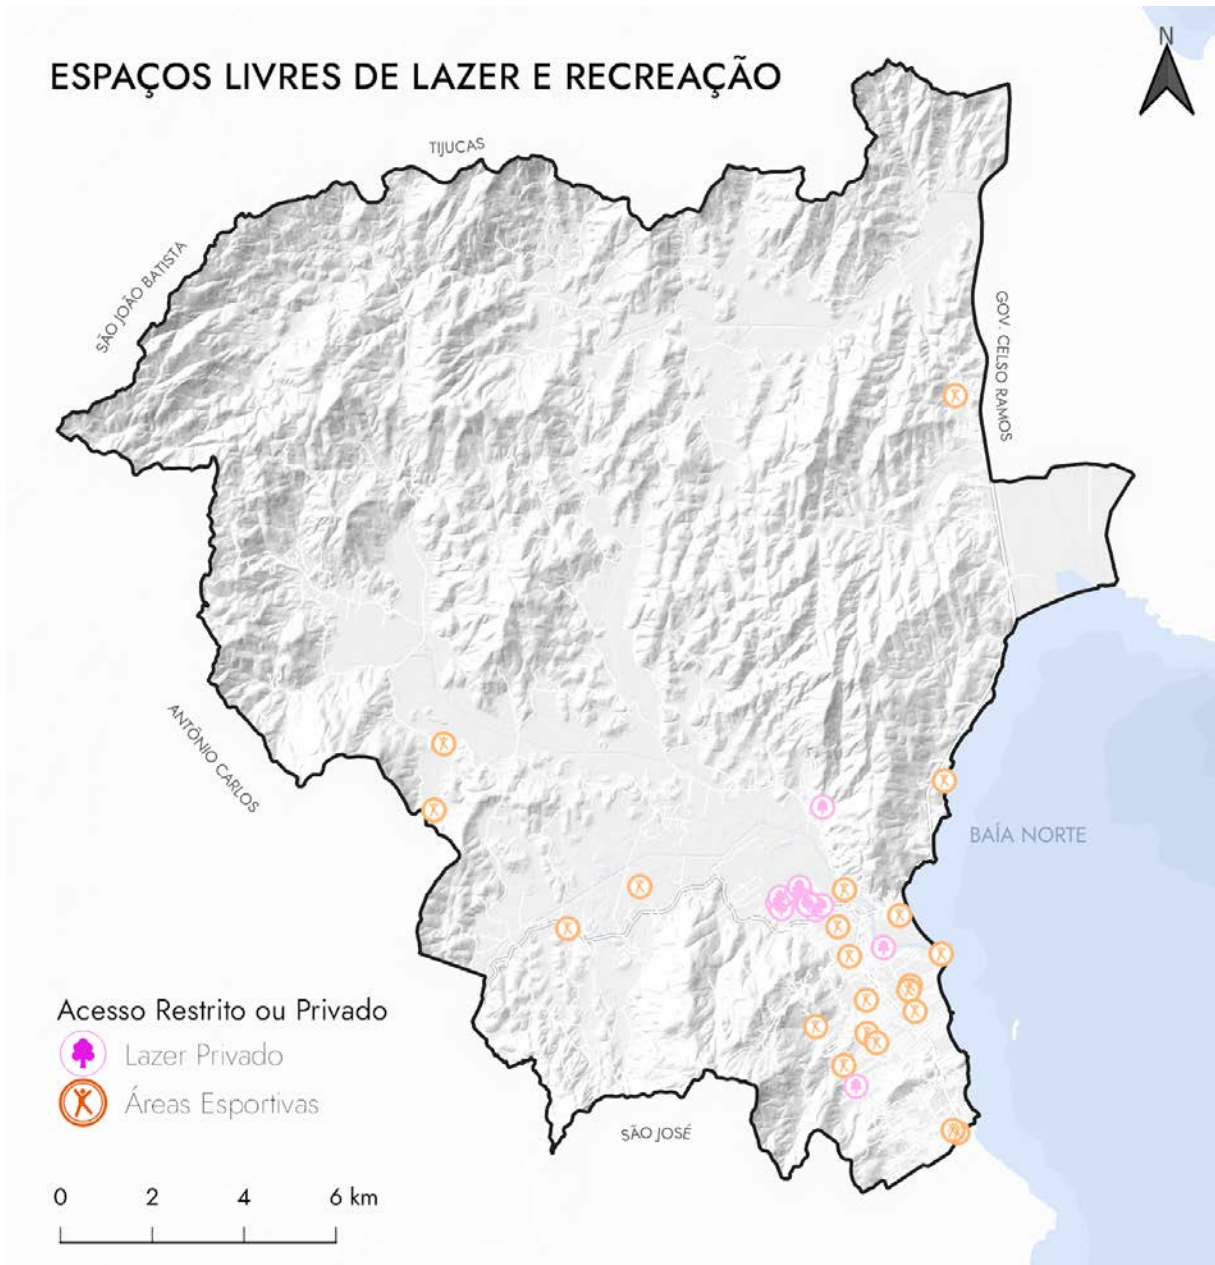 N
ESPAÇOS LIVRES DE LAZER E RECREAÇÃO
TIJUCAS
SÃO JOÃO BATISTA
GOV. CELSO RAMOS
ANTÔNIO CARLOS
BAÍA NORTE
Acesso Restrito ou Privado
Lazer Privado
Áreas Esportivas
SÃO JOSÉ
0 2 4 6 km